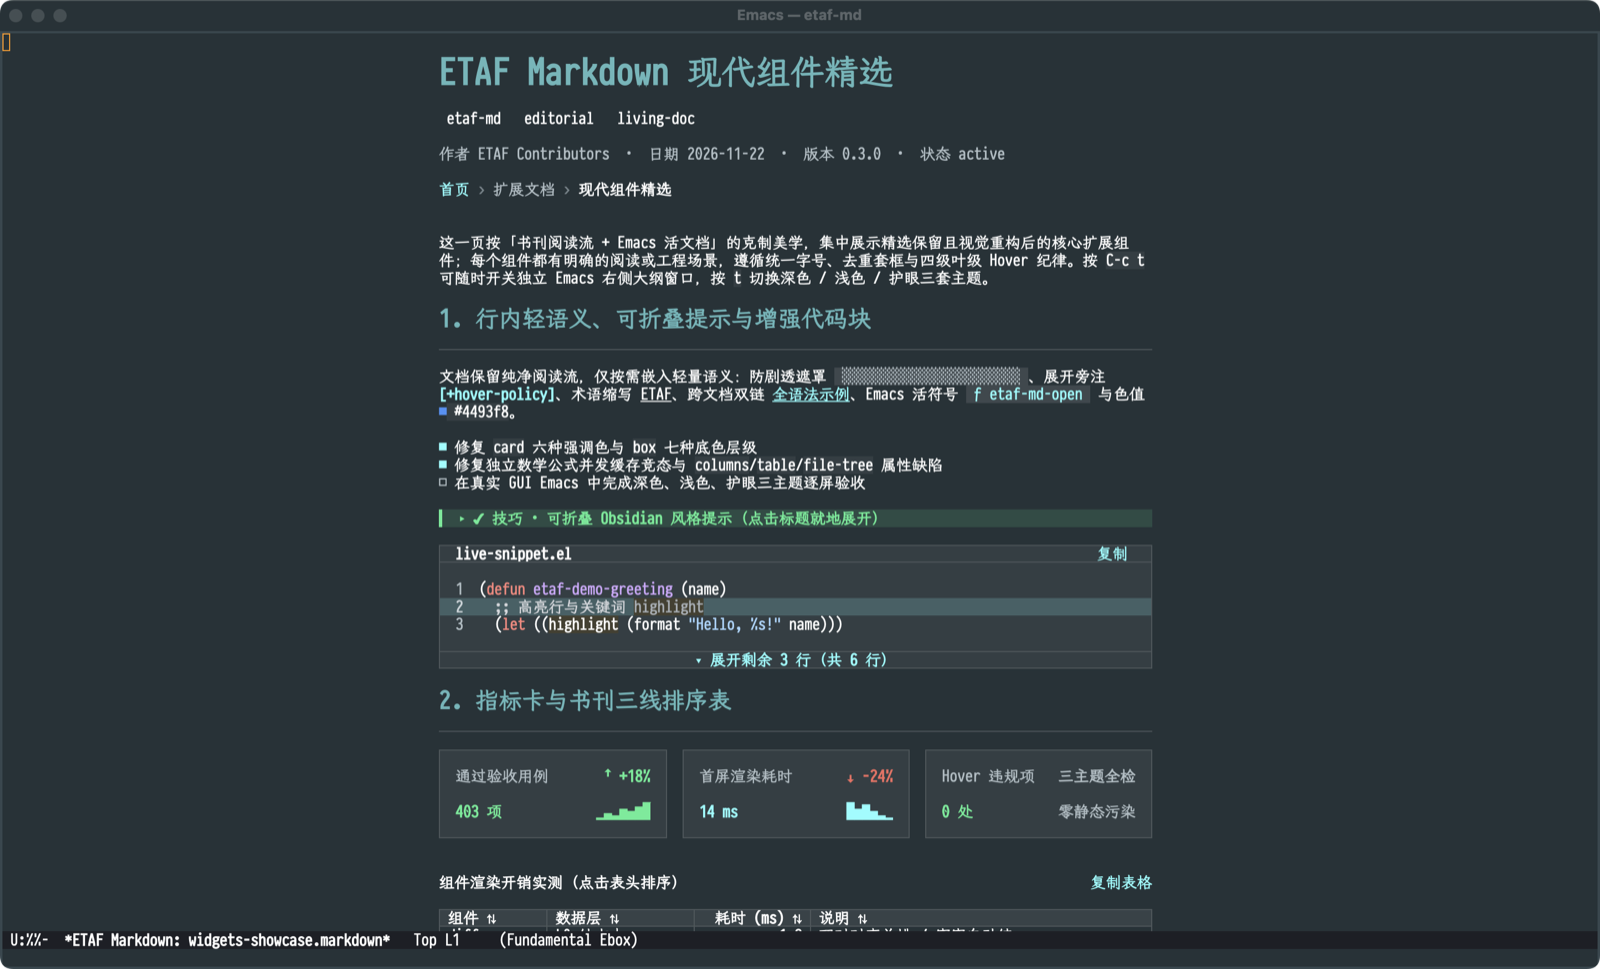 Emacs — etaf-md
ETAF Markdown 现代组件精选
etaf-md editorial living-doc
作者 ETAF Contributors · 日期 2026-11-22 · 版本 0.3.0 · 状态 active
首页 › 扩展文档 › 现代组件精选
这一页按「书刊阅读流 + Emacs 活文档」的克制美学，集中展示精选保留且视觉重构后的核心扩展组
件；每个组件都有明确的阅读或工程场景，遵循统一字号、去重套框与四级叶级 Hover 纪律。按 C-c t
可随时开关独立 Emacs 右侧大纲窗口，按 t 切换深色 / 浅色 / 护眼三套主题。
1. 行内轻语义、可折叠提示与增强代码块
文档保留纯净阅读流，仅按需嵌入轻量语义：防剧透遮罩 、展开旁注
[+hover-policy]、术语缩写 ETAF、跨文档双链 全语法示例、Emacs 活符号 ƒ etaf-md-open 与色值
#4493f8。
修复 card 六种强调色与 box 七种底色层级
修复独立数学公式并发缓存竞态与 columns/table/file-tree 属性缺陷
在真实 GUI Emacs 中完成深色、浅色、护眼三主题逐屏验收
▸ ✓ 技巧 · 可折叠 Obsidian 风格提示（点击标题就地展开）
live-snippet.el 复制
1 (defun etaf-demo-greeting (name)
2 ;; 高亮行与关键词 highlight
3 (let ((highlight (format "Hello, %s!" name)))
▾ 展开剩余 3 行（共 6 行）
2. 指标卡与书刊三线排序表
通过验收用例 ↑ +18% 首屏渲染耗时 ↓ -24% Hover 违规项 三主题全检
403 项 14 ms 0 处 零静态污染
组件渲染开销实测（点击表头排序） 复制表格
组件 ⇅ 数据层 ⇅ 耗时 (ms) ⇅ 说明 ⇅
U:%%- *ETAF Markdown: widgets-showcase.markdown* Top L1 (Fundamental Ebox)